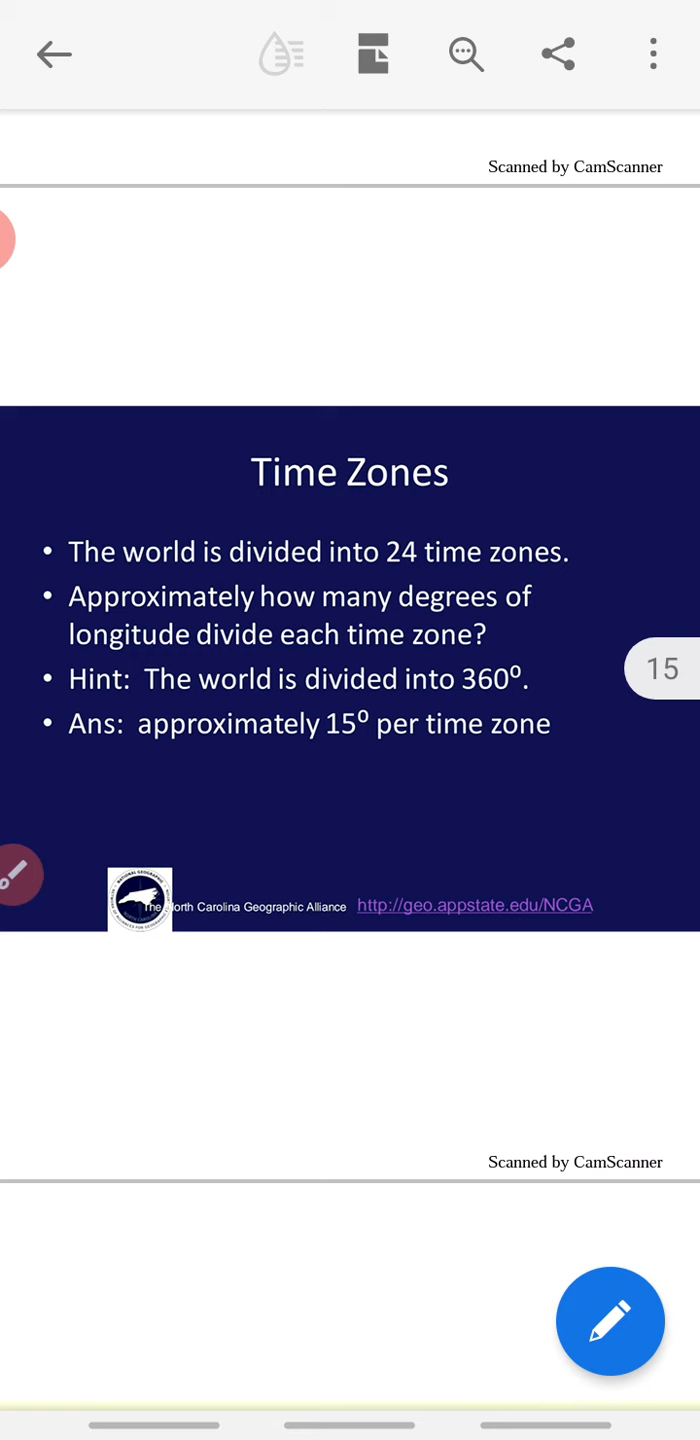 Scanned by CamScanner
Time Zones
• The world is divided into 24 time zones.
• Approximately how many degrees of
longitude divide each time zone?
• Hint: The world is divided into 360⁰.
15
• Ans: approximately 15⁰ per time zone
The North Carolina Geographic Alliance http://geo.appstate.edu/NCGA
Scanned by CamScanner